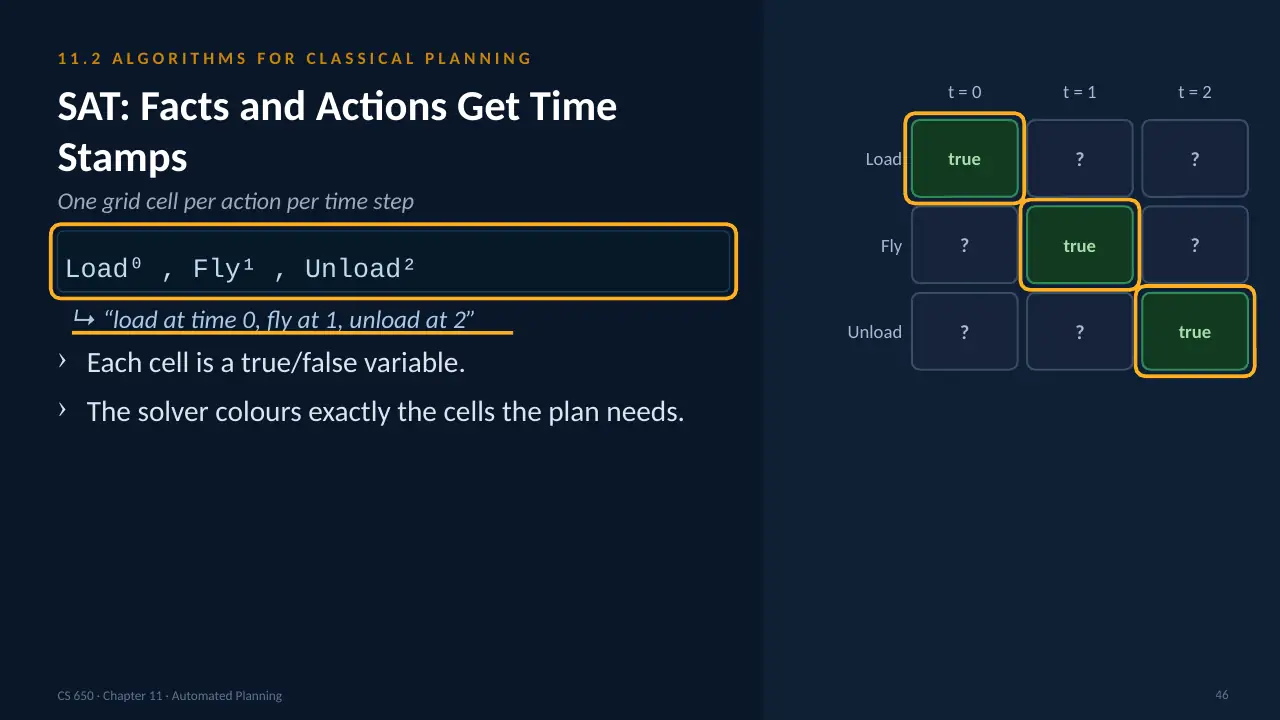 11.2 ALGORITHMS FOR CLASSICAL PLANNING
SAT: Facts and Actions Get Time
Stamps
One grid cell per action per time step
Load⁰ , Fly¹ , Unload²
↪ “load at time 0, fly at 1, unload at 2”
› Each cell is a true/false variable.
› The solver colours exactly the cells the plan needs.
t = 0 t = 1 t = 2
Load true ? ?
Fly ? true ?
Unload ? ? true
CS 650 · Chapter 11 · Automated Planning
46